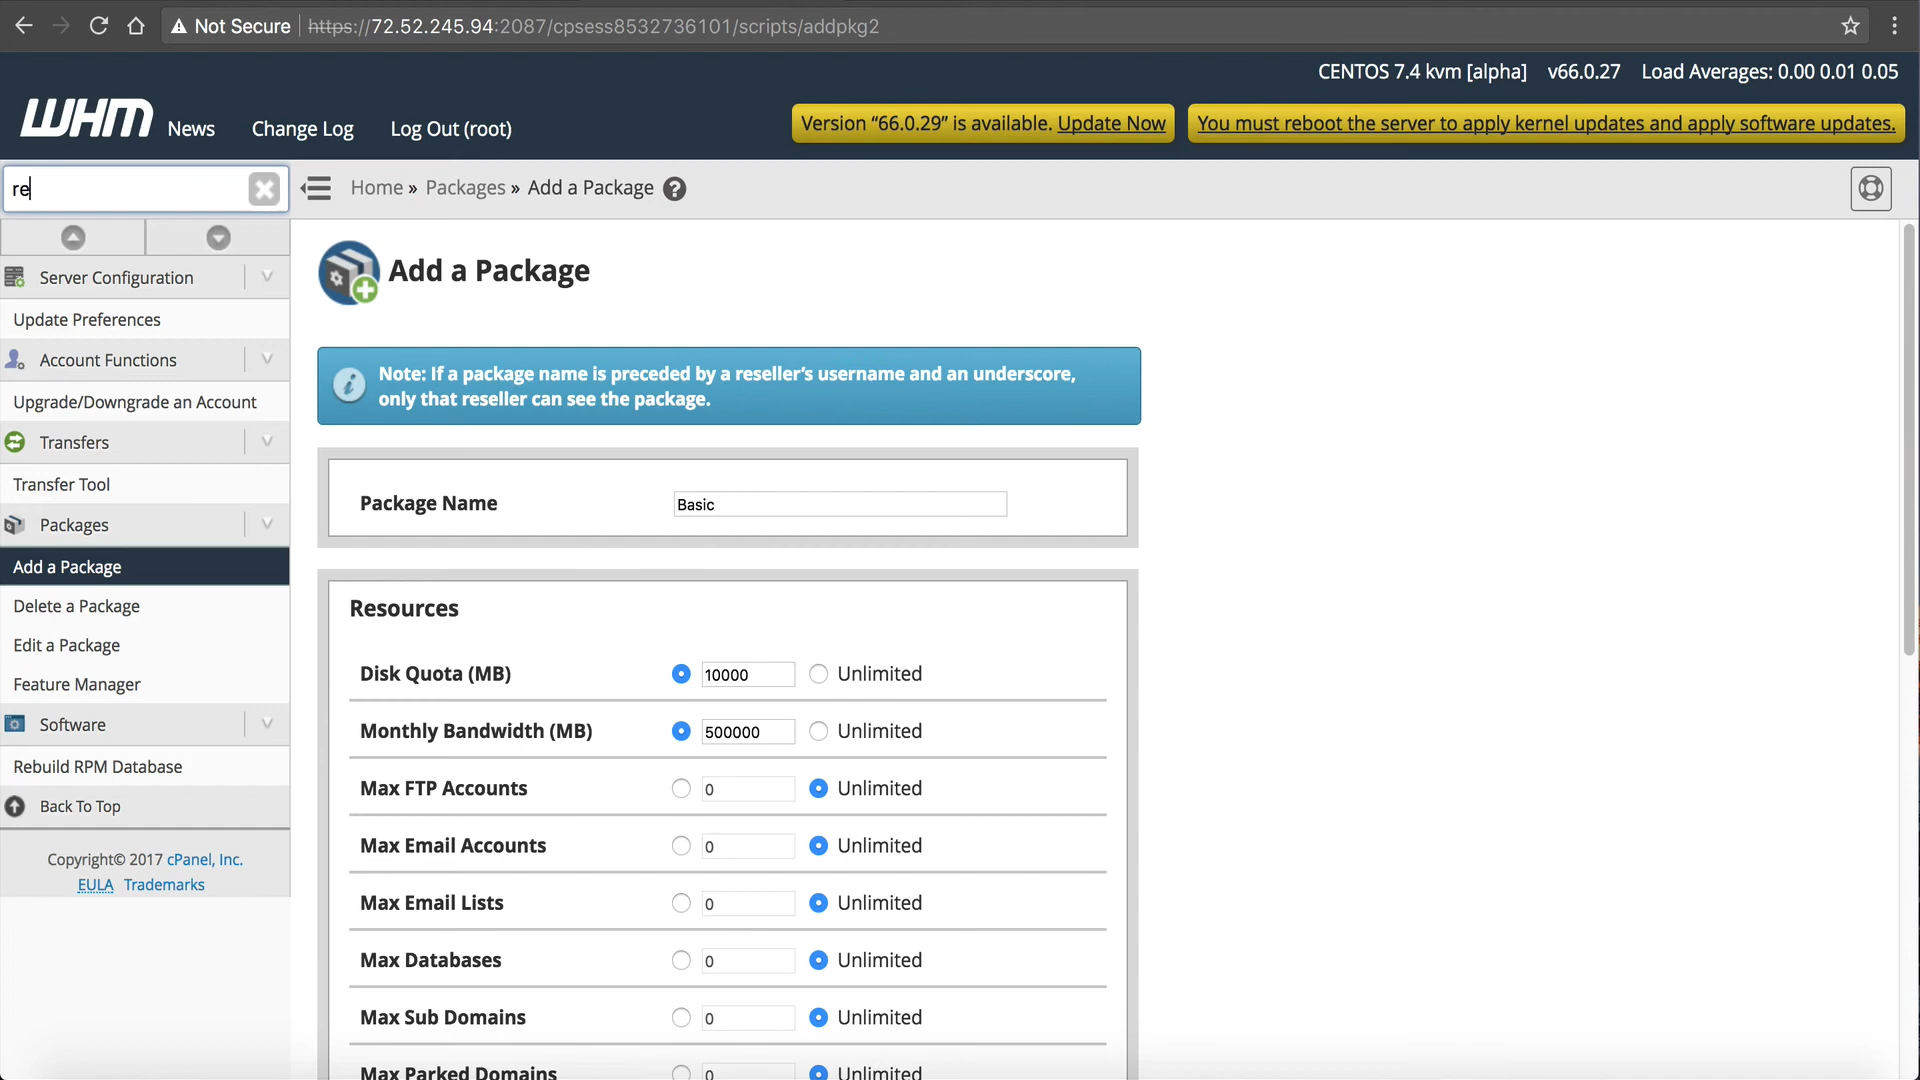 Not Secure https://72.52.245.94:2087/cpsess8532736101/scripts/addpkg2
CENTOS 7.4 kvm [alpha] v66.0.27 Load Averages: 0.00 0.01 0.05
WHM News Change Log Log Out (root) Version “66.0.29” is available. Update Now You must reboot the server to apply kernel updates and apply software updates.
re Home » Packages » Add a Package ?
Server Configuration
Update Preferences
Account Functions
Upgrade/Downgrade an Account
Transfers
Transfer Tool
Packages
Add a Package
Delete a Package
Edit a Package
Feature Manager
Software
Rebuild RPM Database
Back To Top
Copyright© 2017 cPanel, Inc.
EULA Trademarks
Add a Package
Note: If a package name is preceded by a reseller’s username and an underscore,
only that reseller can see the package.
Package Name Basic
Resources
Disk Quota (MB) 10000 Unlimited
Monthly Bandwidth (MB) 500000 Unlimited
Max FTP Accounts 0 Unlimited
Max Email Accounts 0 Unlimited
Max Email Lists 0 Unlimited
Max Databases 0 Unlimited
Max Sub Domains 0 Unlimited
Max Parked Domains 0 Unlimited